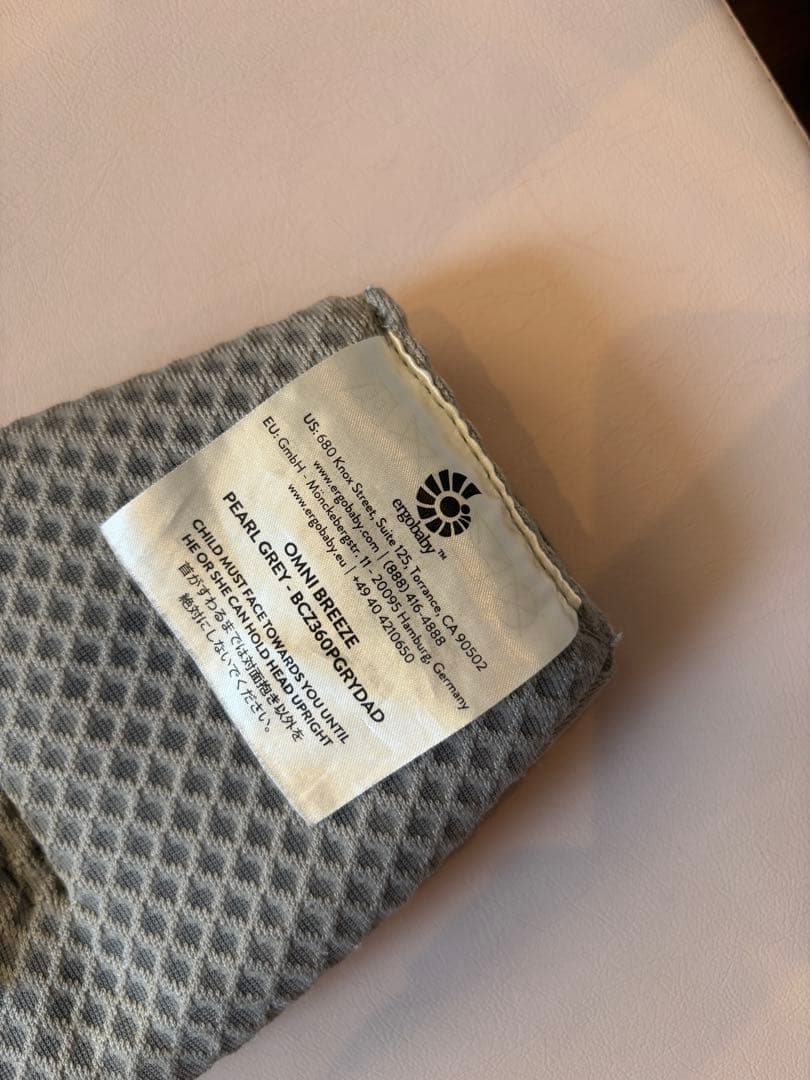 ergobaby™
US: 680 Knox Street, Suite 125, Torrance, CA 90502
www.ergobaby.com | (888) 416-4888
EU: GmbH - Mönckebergstr. 11 - 20095 Hamburg, Germany
www.ergobaby.eu | +49 40 4210650
OMNI BREEZE
PEARL GREY - BCZ360PGRYDAD
CHILD MUST FACE TOWARDS YOU UNTIL
HE OR SHE CAN HOLD HEAD UPRIGHT
首がすわるまでは対面抱き以外を
絶対にしないでください。